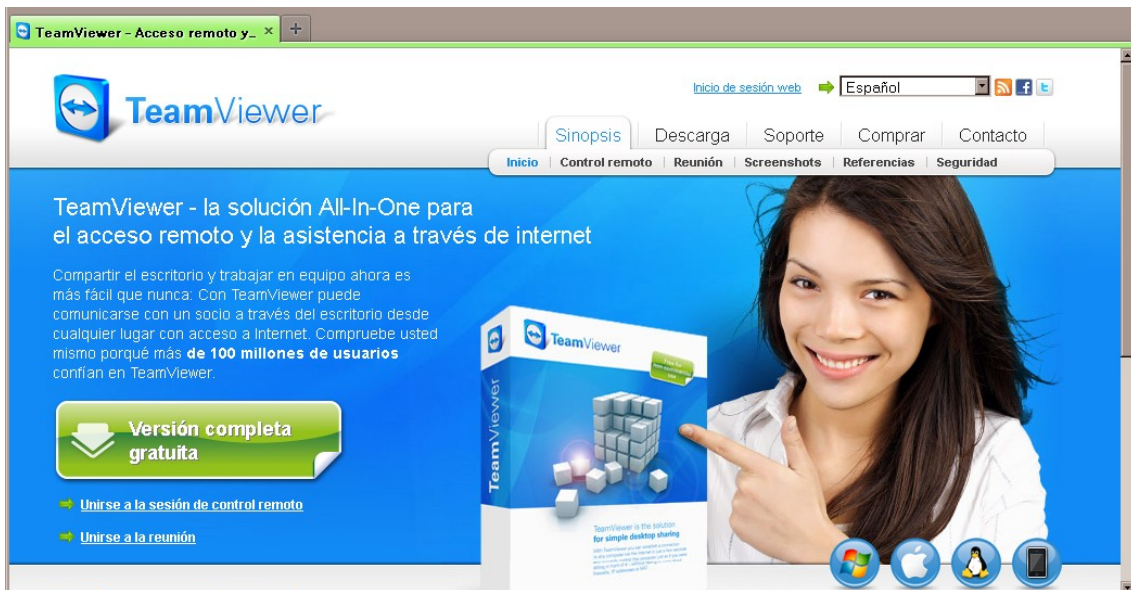 TeamViewer - Acceso remoto y_ × +
Inicio de sesión web
Español
TeamViewer
Sinopsis Descarga Soporte Comprar Contacto
Inicio Control remoto Reunión Screenshots Referencias Seguridad
TeamViewer - la solución All-In-One para
el acceso remoto y la asistencia a través de internet
Compartir el escritorio y trabajar en equipo ahora es
más fácil que nunca: Con TeamViewer puede
comunicarse con un socio a través del escritorio desde
cualquier lugar con acceso a Internet. Compruebe usted
mismo porqué más de 100 millones de usuarios
confían en TeamViewer.
Versión completa
gratuita
Unirse a la sesión de control remoto
Unirse a la reunión
TeamViewer
TeamViewer
TeamViewer is the solution
for simple desktop sharing